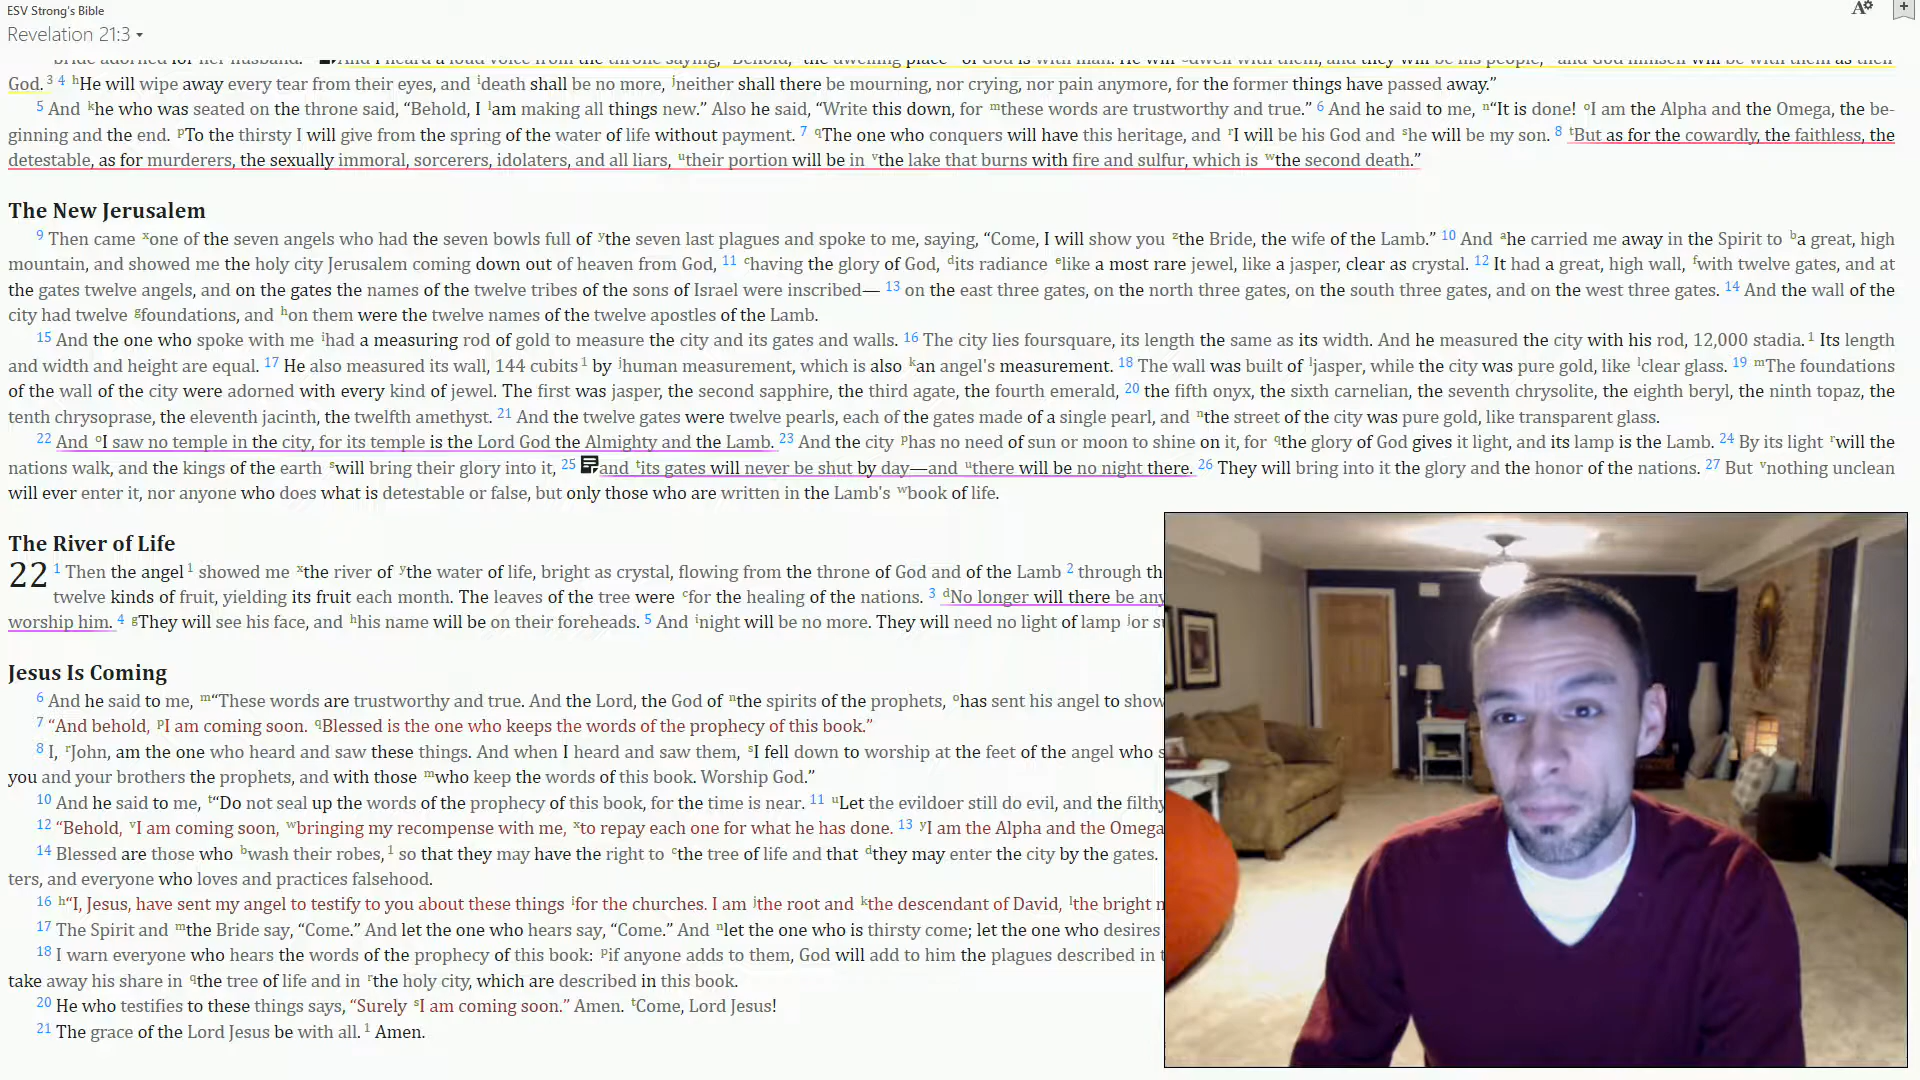 ESV Strong's Bible
Revelation 21:3
bride adorned for her husband. And I heard a loud voice from the throne saying, “Behold, the dwelling place of God is with man. He will dwell with them, and they will be his people, and God himself will be with them as their
God.3 4 hHe will wipe away every tear from their eyes, and ideath shall be no more, jneither shall there be mourning, nor crying, nor pain anymore, for the former things have passed away.”
5 And khe who was seated on the throne said, “Behold, I lam making all things new.” Also he said, “Write this down, for mthese words are trustworthy and true.” 6 And he said to me, n“It is done! oI am the Alpha and the Omega, the be-
ginning and the end. pTo the thirsty I will give from the spring of the water of life without payment. 7 qThe one who conquers will have this heritage, and rI will be his God and she will be my son. 8 tBut as for the cowardly, the faithless, the
detestable, as for murderers, the sexually immoral, sorcerers, idolaters, and all liars, utheir portion will be in vthe lake that burns with fire and sulfur, which is wthe second death.”
The New Jerusalem
9 Then came xone of the seven angels who had the seven bowls full of ythe seven last plagues and spoke to me, saying, “Come, I will show you zthe Bride, the wife of the Lamb.” 10 And ahe carried me away in the Spirit to ba great, high
mountain, and showed me the holy city Jerusalem coming down out of heaven from God, 11 chaving the glory of God, dits radiance elike a most rare jewel, like a jasper, clear as crystal. 12 It had a great, high wall, fwith twelve gates, and at
the gates twelve angels, and on the gates the names of the twelve tribes of the sons of Israel were inscribed— 13 on the east three gates, on the north three gates, on the south three gates, and on the west three gates. 14 And the wall of the
city had twelve gfoundations, and hon them were the twelve names of the twelve apostles of the Lamb.
15 And the one who spoke with me ihad a measuring rod of gold to measure the city and its gates and walls. 16 The city lies foursquare, its length the same as its width. And he measured the city with his rod, 12,000 stadia.1 Its length
and width and height are equal. 17 He also measured its wall, 144 cubits1 by jhuman measurement, which is also kan angel's measurement. 18 The wall was built of ljasper, while the city was pure gold, like lclear glass. 19 mThe foundations
of the wall of the city were adorned with every kind of jewel. The first was jasper, the second sapphire, the third agate, the fourth emerald, 20 the fifth onyx, the sixth carnelian, the seventh chrysolite, the eighth beryl, the ninth topaz, the
tenth chrysoprase, the eleventh jacinth, the twelfth amethyst. 21 And the twelve gates were twelve pearls, each of the gates made of a single pearl, and nthe street of the city was pure gold, like transparent glass.
22 And oI saw no temple in the city, for its temple is the Lord God the Almighty and the Lamb. 23 And the city phas no need of sun or moon to shine on it, for qthe glory of God gives it light, and its lamp is the Lamb. 24 By its light rwill the
nations walk, and the kings of the earth swill bring their glory into it, 25 and tits gates will never be shut by day—and uthere will be no night there. 26 They will bring into it the glory and the honor of the nations. 27 But vnothing unclean
will ever enter it, nor anyone who does what is detestable or false, but only those who are written in the Lamb's wbook of life.
The River of Life
22 1 Then the angel1 showed me xthe river of ythe water of life, bright as crystal, flowing from the throne of God and of the Lamb 2 through th
twelve kinds of fruit, yielding its fruit each month. The leaves of the tree were cfor the healing of the nations. 3 dNo longer will there be any
worship him. 4 gThey will see his face, and hhis name will be on their foreheads. 5 And inight will be no more. They will need no light of lamp jor su
Jesus Is Coming
6 And he said to me, m“These words are trustworthy and true. And the Lord, the God of nthe spirits of the prophets, ohas sent his angel to show
7 “And behold, pI am coming soon. qBlessed is the one who keeps the words of the prophecy of this book.”
8 I, rJohn, am the one who heard and saw these things. And when I heard and saw them, sI fell down to worship at the feet of the angel who s
you and your brothers the prophets, and with those mwho keep the words of this book. Worship God.”
10 And he said to me, t“Do not seal up the words of the prophecy of this book, for the time is near. 11 uLet the evildoer still do evil, and the filthy
12 “Behold, vI am coming soon, wbringing my recompense with me, xto repay each one for what he has done. 13 yI am the Alpha and the Omega
14 Blessed are those who bwash their robes,1 so that they may have the right to cthe tree of life and that dthey may enter the city by the gates.
ters, and everyone who loves and practices falsehood.
16 h“I, Jesus, have sent my angel to testify to you about these things ifor the churches. I am jthe root and kthe descendant of David, lthe bright m
17 The Spirit and mthe Bride say, “Come.” And let the one who hears say, “Come.” And nlet the one who is thirsty come; let the one who desires
18 I warn everyone who hears the words of the prophecy of this book: pif anyone adds to them, God will add to him the plagues described in t
take away his share in qthe tree of life and in rthe holy city, which are described in this book.
20 He who testifies to these things says, “Surely sI am coming soon.” Amen. tCome, Lord Jesus!
21 The grace of the Lord Jesus be with all.1 Amen.